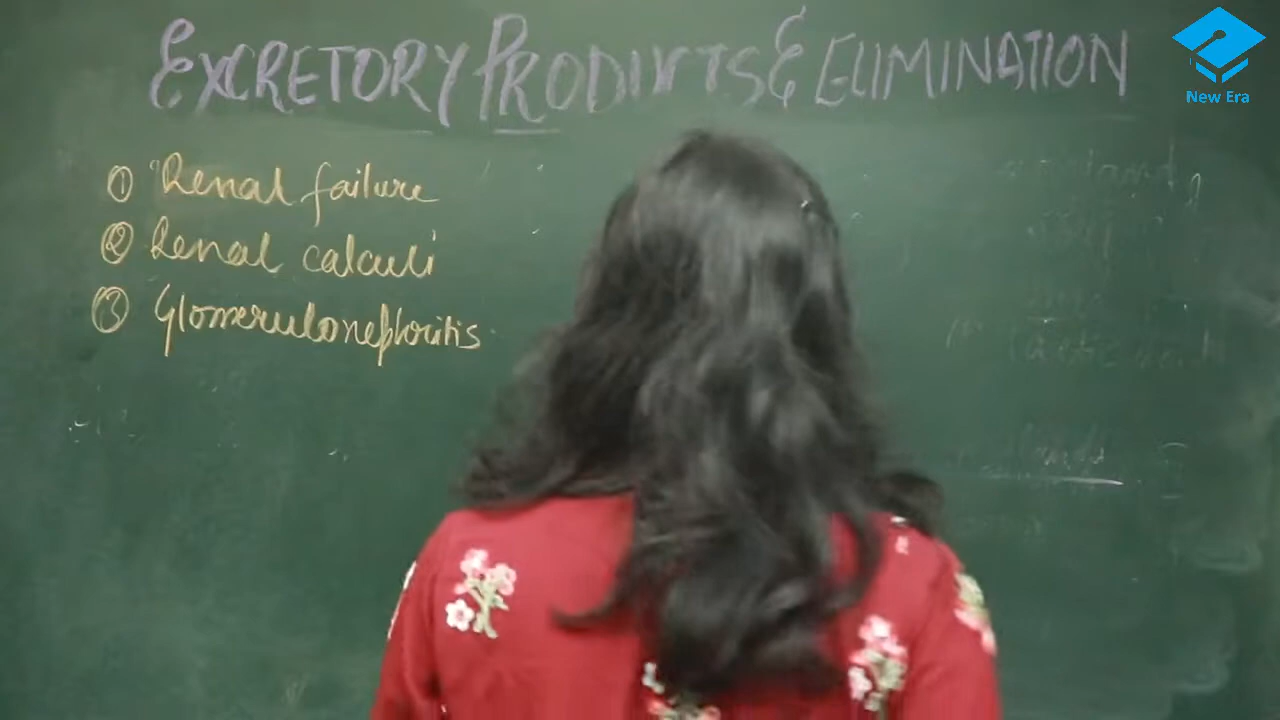 EXCRETORY PRODUCTS & ELIMINATION
New Era
① Renal failure
② Renal calculi
③ Glomerulonephritis